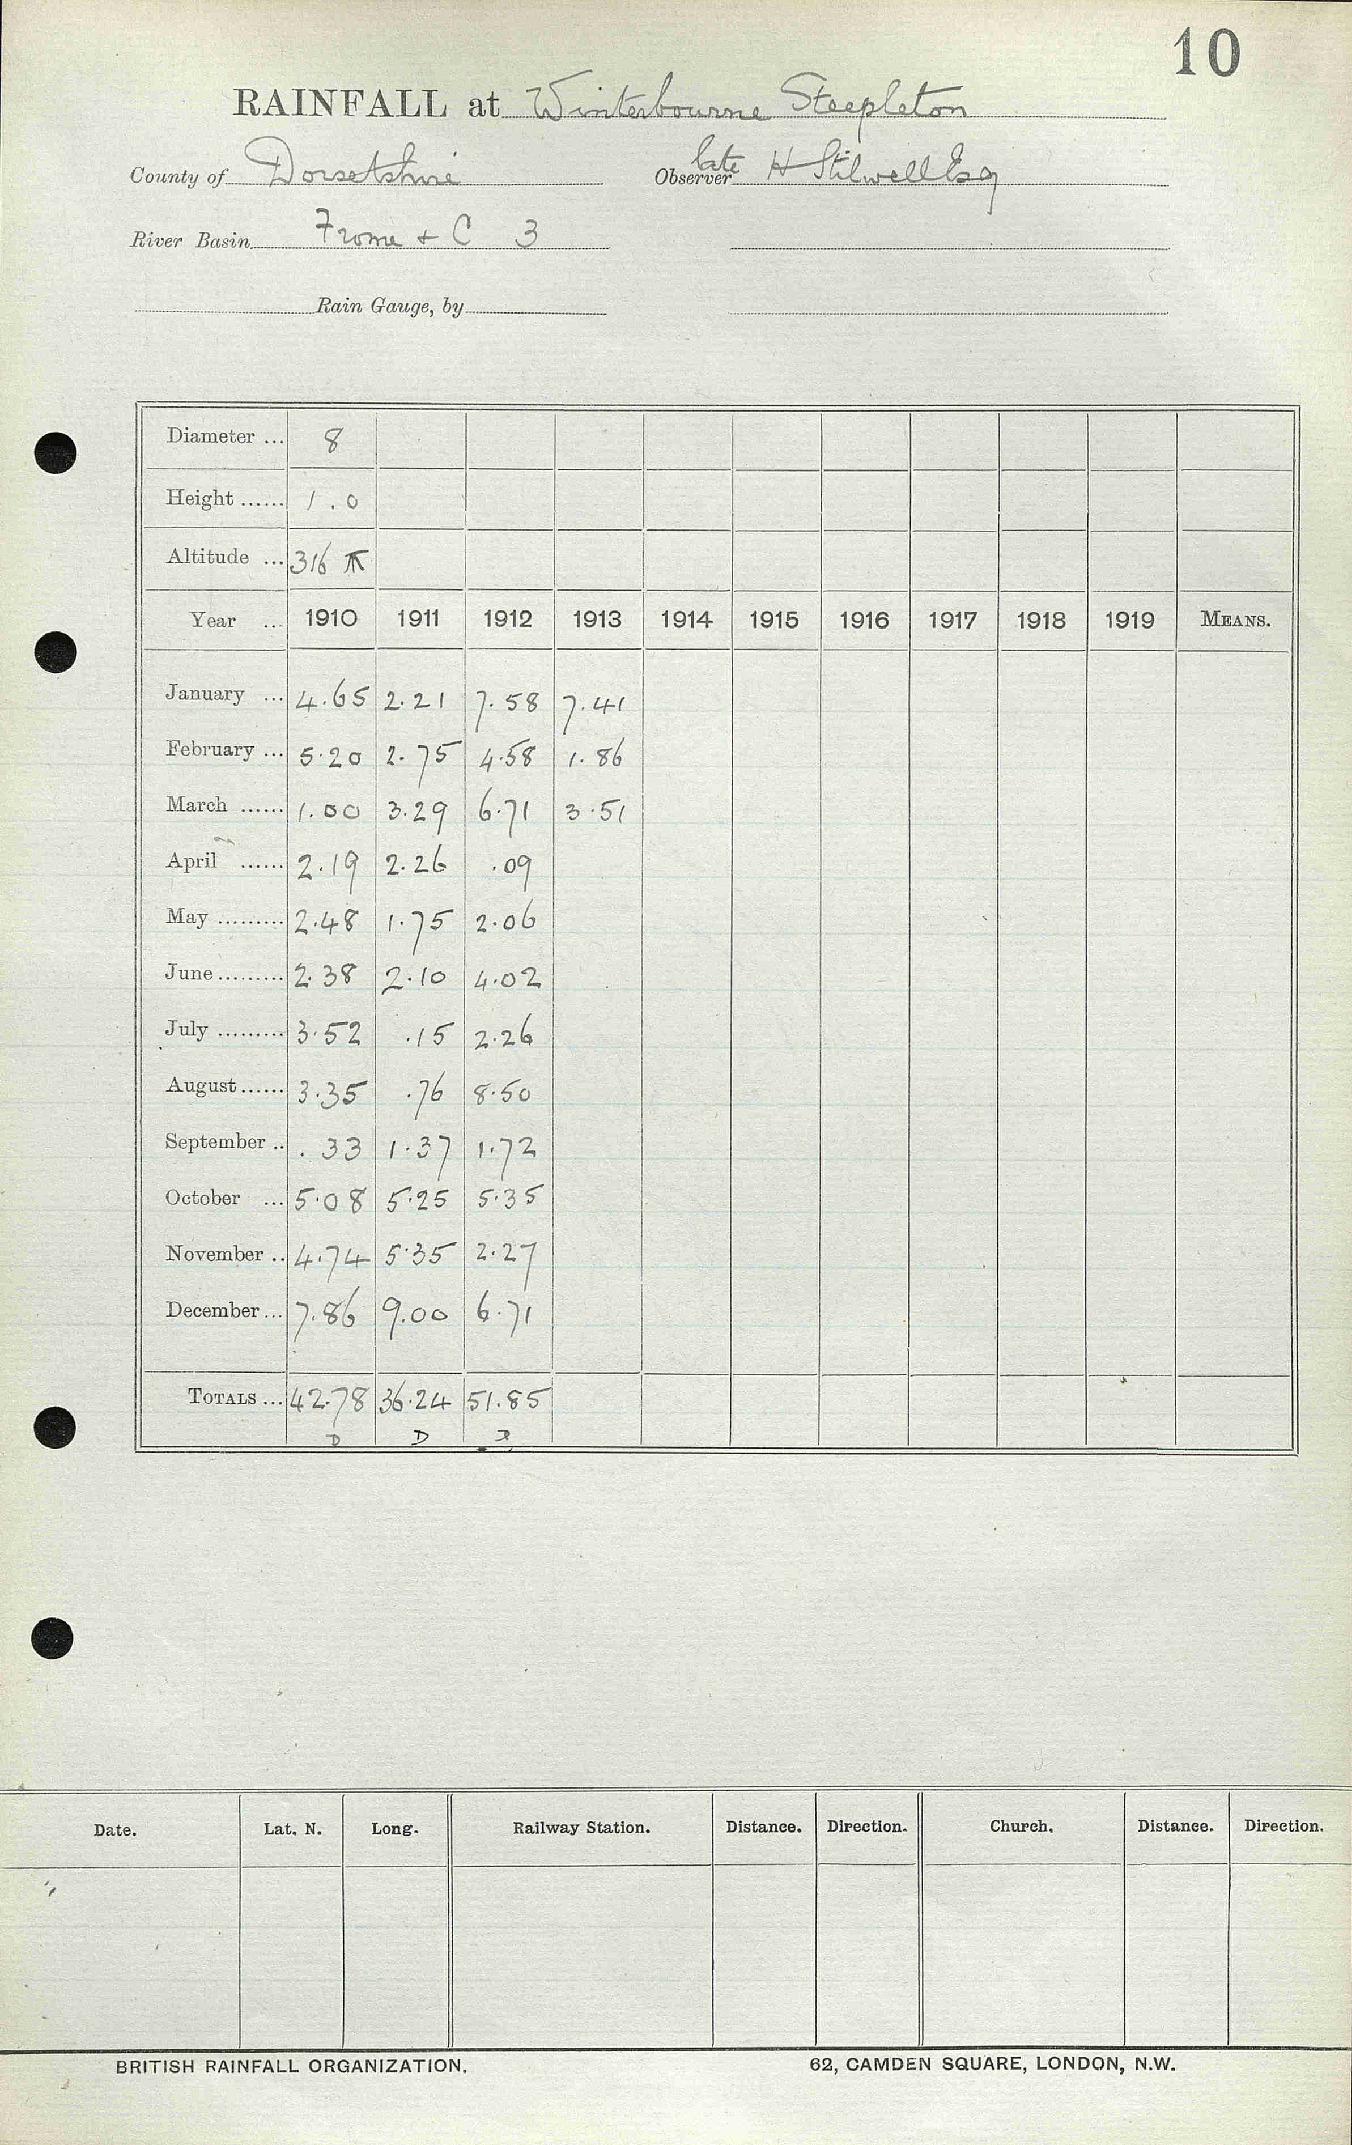 10
RAINFALL at Winterbourne Steepleton
County of Dorsetshire Observer late H Stilwell Esq
River Basin Frome & C 3
Rain Gauge, by
Diameter ... 8
Height ...... 1.0
Altitude ... 316
Year ... 1910 1911 1912 1913 1914 1915 1916 1917 1918 1919 MEANS.
January ... 4.65 2.21 7.58 7.41
February ... 5.20 2.75 4.58 1.86
March ...... 1.00 3.29 6.71 3.51
April ...... 2.19 2.26 .09
May ......... 2.48 1.75 2.06
June ......... 2.38 2.10 4.02
July ......... 3.52 .15 2.26
August ...... 3.35 .76 8.50
September .. .33 1.37 1.72
October ... 5.08 5.25 5.35
November .. 4.74 5.35 2.27
December ... 7.86 9.00 6.71
TOTALS ... 42.78 36.24 51.85
D D D
Date. Lat. N. Long. Railway Station. Distance. Direction. Church. Distance. Direction.
BRITISH RAINFALL ORGANIZATION. 62, CAMDEN SQUARE, LONDON, N.W.